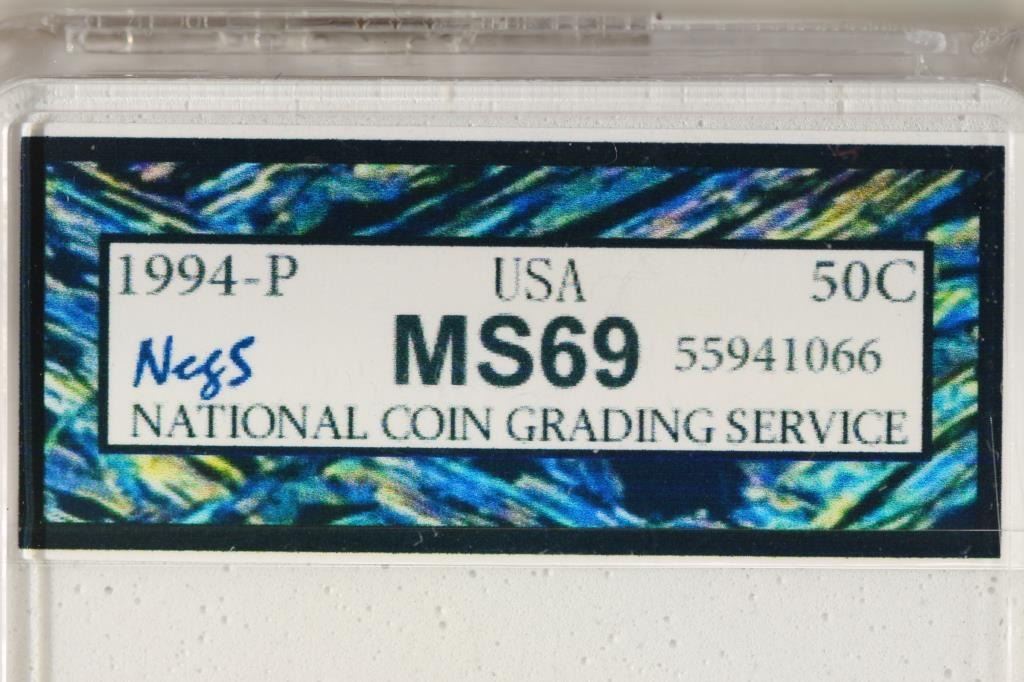 1994-P USA 50C
NcgS MS69 55941066
NATIONAL COIN GRADING SERVICE